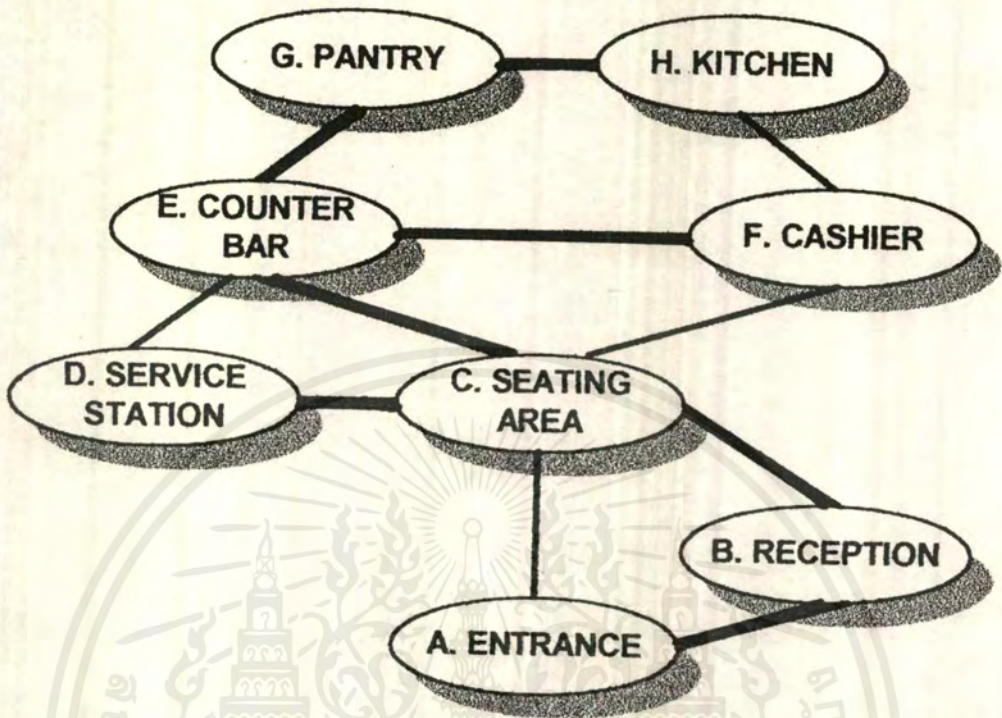 G. PANTRY
H. KITCHEN
E. COUNTER
BAR
F. CASHIER
D. SERVICE
STATION
C. SEATING
AREA
B. RECEPTION
A. ENTRANCE